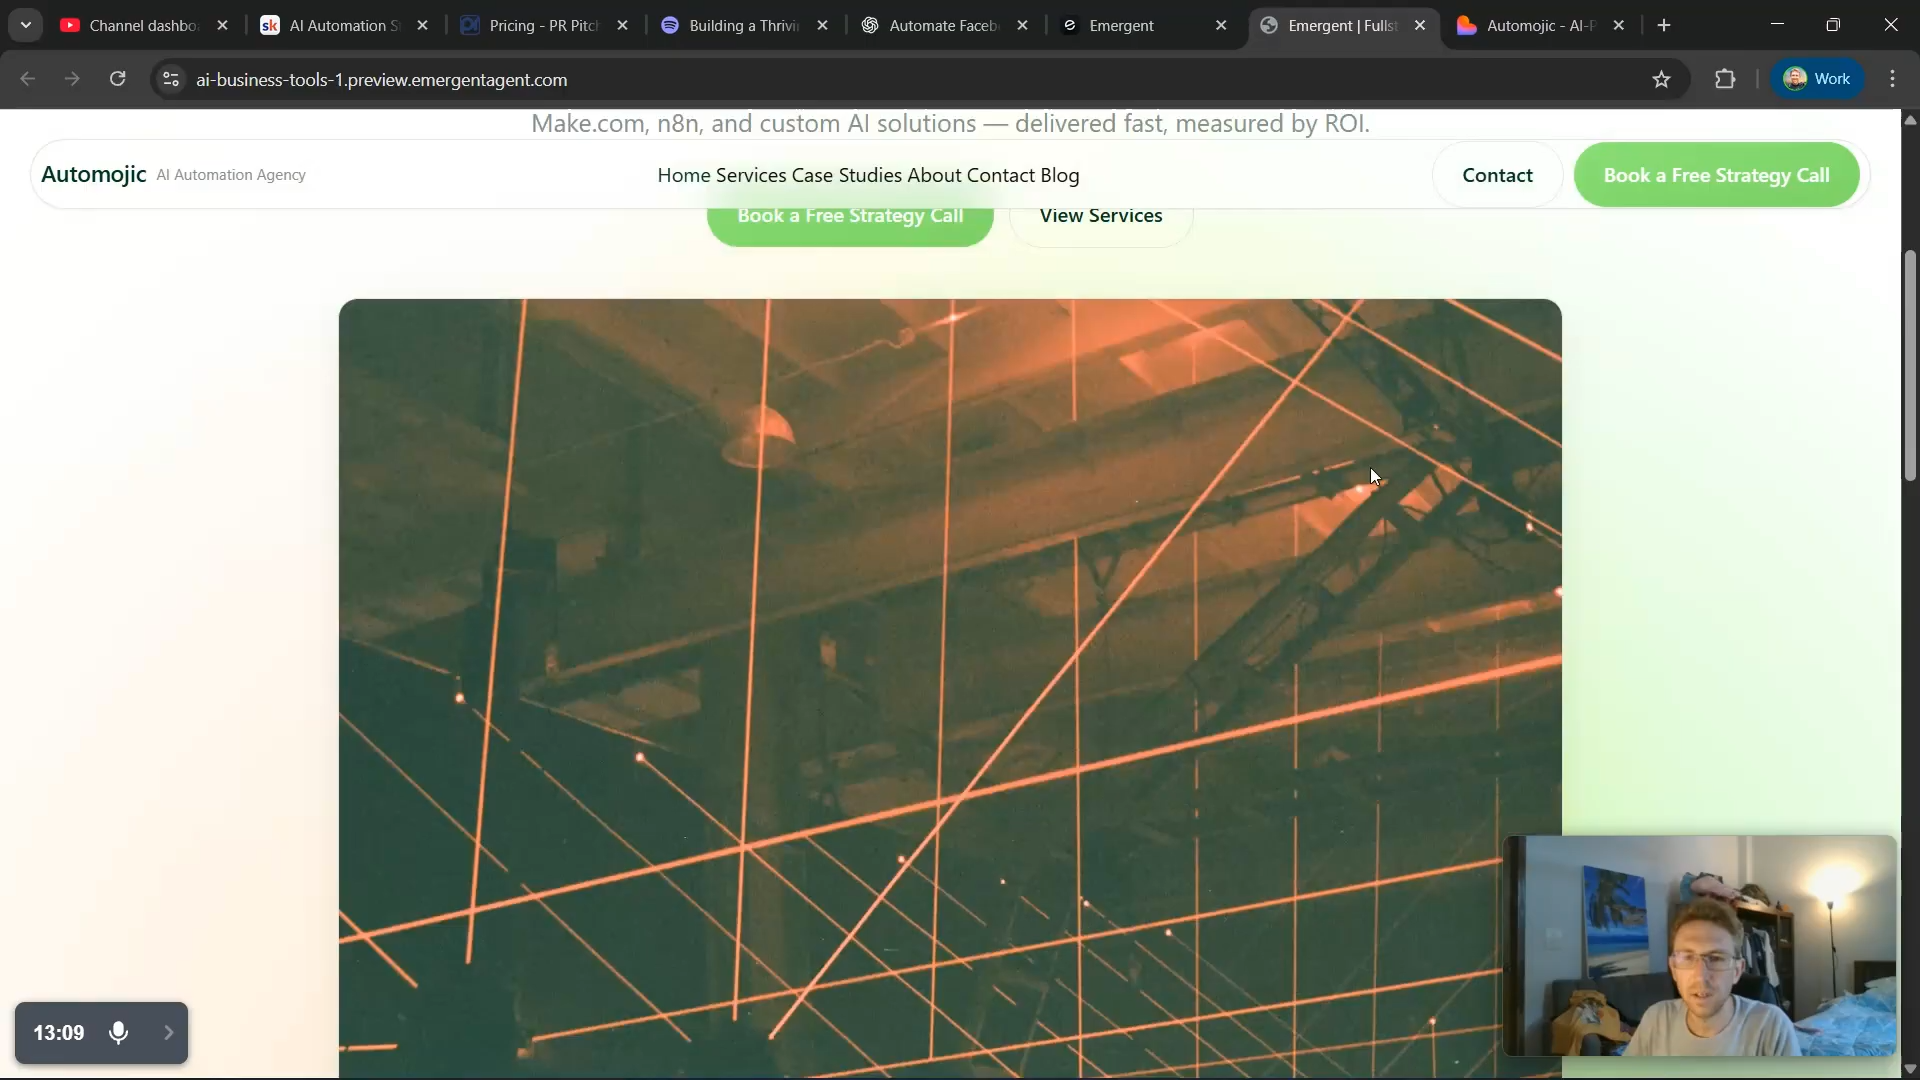 Channel dashbo
AI Automation S
Pricing - PR Pitch
Building a Thrivi
Automate Faceb
Emergent
Emergent | Fullst
Automojic - AI-P
ai-business-tools-1.preview.emergentagent.com
Work
Make.com, n8n, and custom AI solutions — delivered fast, measured by ROI.
Automojic AI Automation Agency
Home Services Case Studies About Contact Blog
Contact
Book a Free Strategy Call
Book a Free Strategy Call
View Services
13:09